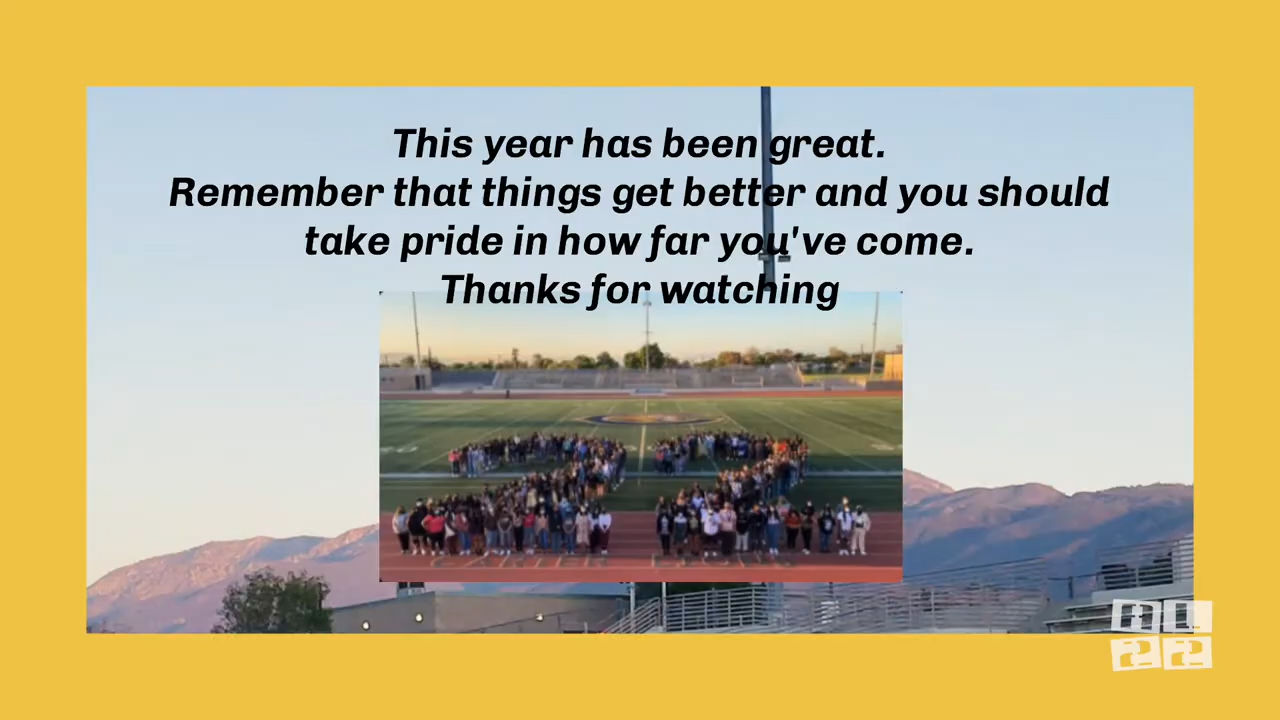 This year has been great.
Remember that things get better and you should
take pride in how far you've come.
Thanks for watching